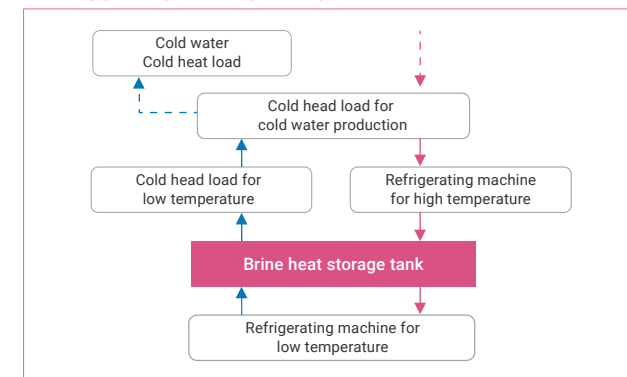 Cold water
Cold heat load
Cold head load for
cold water production
Cold head load for
low temperature
Refrigerating machine
for high temperature
Brine heat storage tank
Refrigerating machine for
low temperature